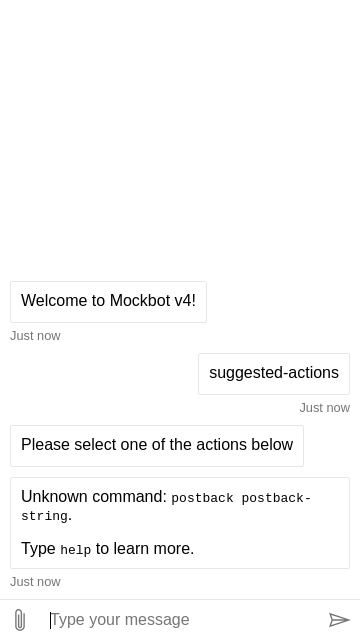 Welcome to Mockbot v4!
Just now
suggested-actions
Just now
Please select one of the actions below
Unknown command: postback postback-
string.
Type help to learn more.
Just now
Type your message